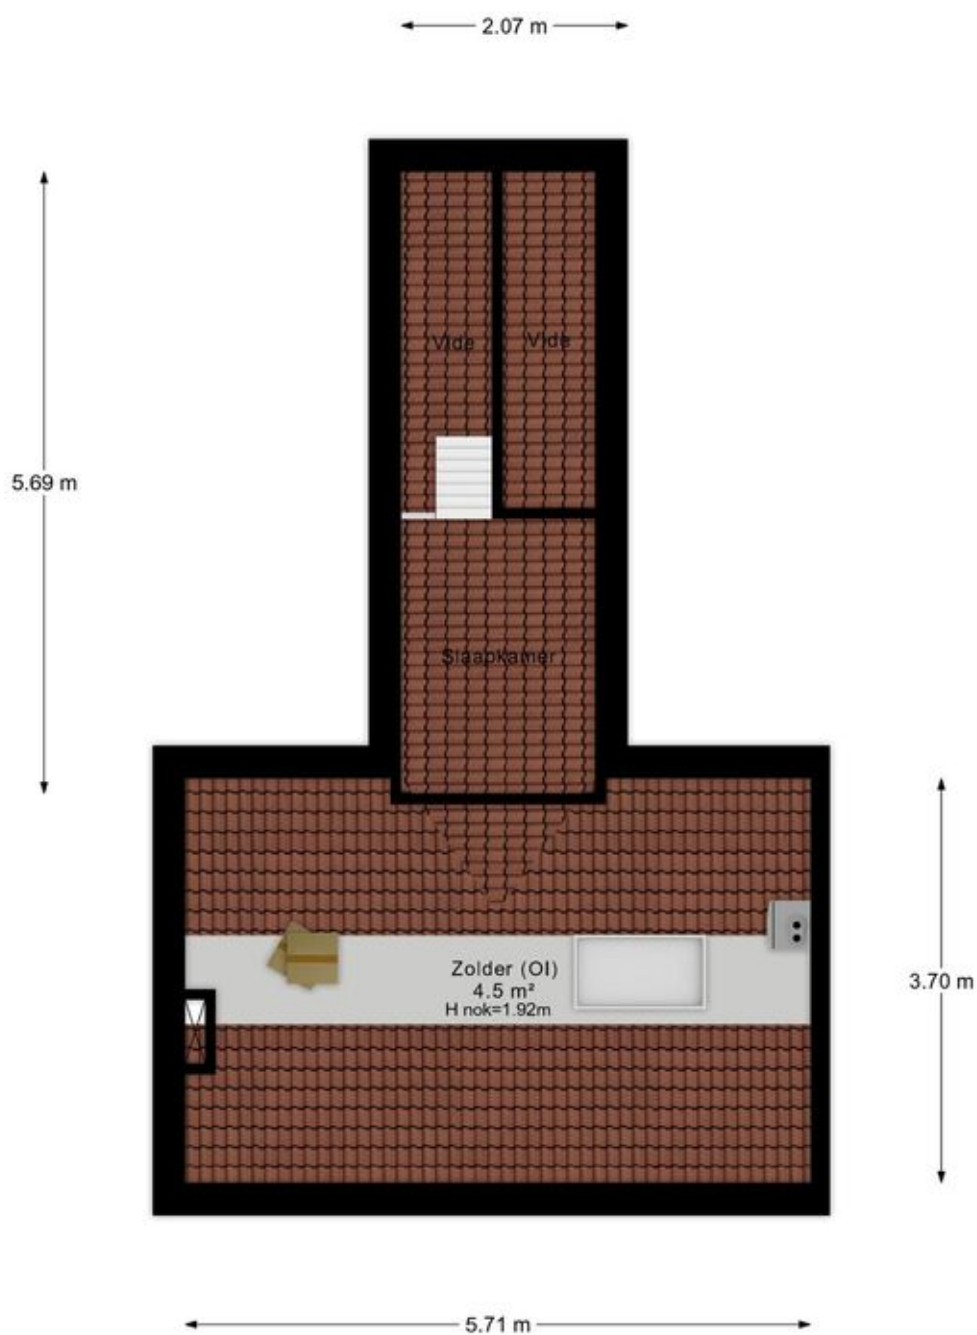 2.07 m
Vide
Vide
5.69 m
Slaapkamer
Zolder (OI)
4.5 m²
H nok=1.92m
3.70 m
5.71 m